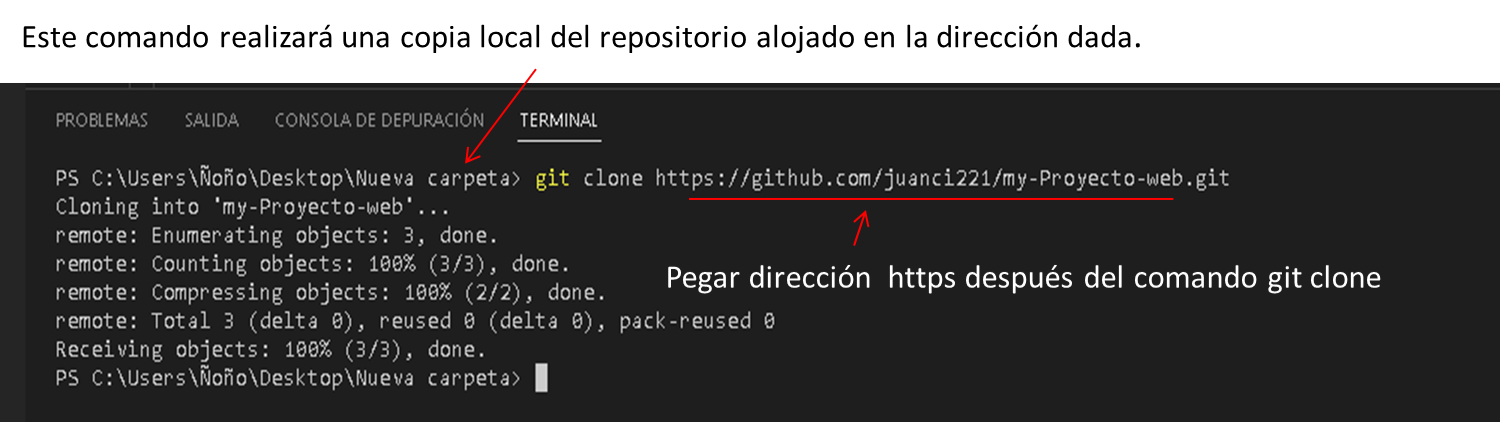 Este comando realizará una copia local del repositorio alojado en la dirección dada.
PROBLEMAS SALIDA CONSOLA DE DEPURACIÓN TERMINAL
PS C:\Users\Ñoño\Desktop\Nueva carpeta> git clone https://github.com/juanci221/my-Proyecto-web.git
Cloning into 'my-Proyecto-web'...
remote: Enumerating objects: 3, done.
remote: Counting objects: 100% (3/3), done.
Pegar dirección https después del comando git clone
remote: Compressing objects: 100% (2/2), done.
remote: Total 3 (delta 0), reused 0 (delta 0), pack-reused 0
Receiving objects: 100% (3/3), done.
PS C:\Users\Ñoño\Desktop\Nueva carpeta>